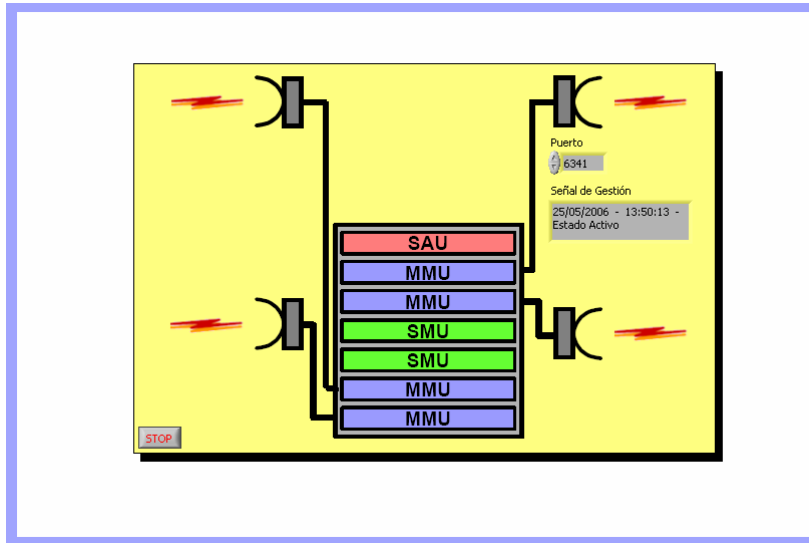 Puerto
6341
Señal de Gestión
25/05/2006 - 13:50:13 -
Estado Activo
SAU
MMU
MMU
SMU
SMU
MMU
MMU
STOP